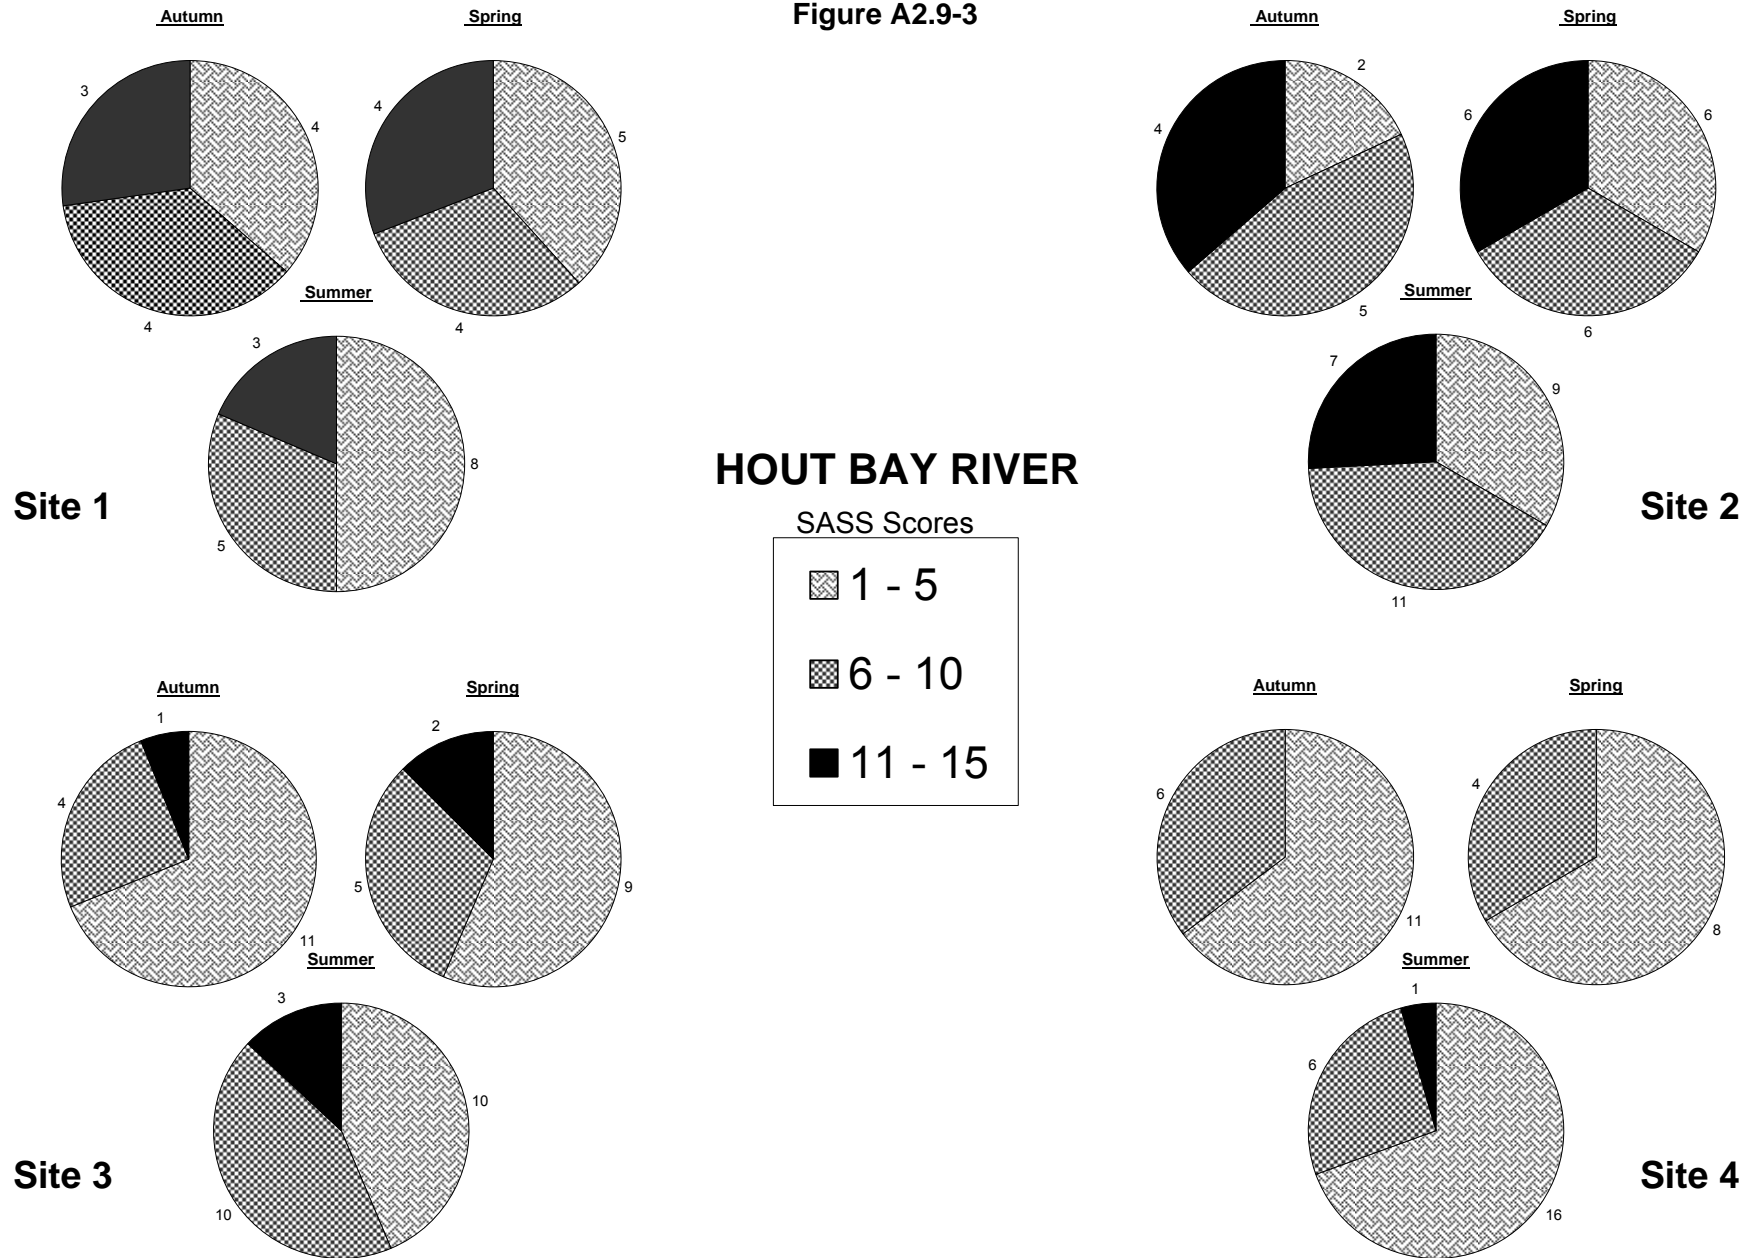 Figure A2.9-3
Autumn
Spring
3
4
4
4
5
4
Summer
3
8
5
Site 1
Autumn
Spring
2
4
5
6
6
6
Summer
7
9
11
Site 2
HOUT BAY RIVER
SASS Scores
1 - 5
6 - 10
11 - 15
Autumn
Spring
1
4
11
2
5
9
Summer
3
10
10
Site 3
Autumn
Spring
6
11
4
8
Summer
1
6
16
Site 4